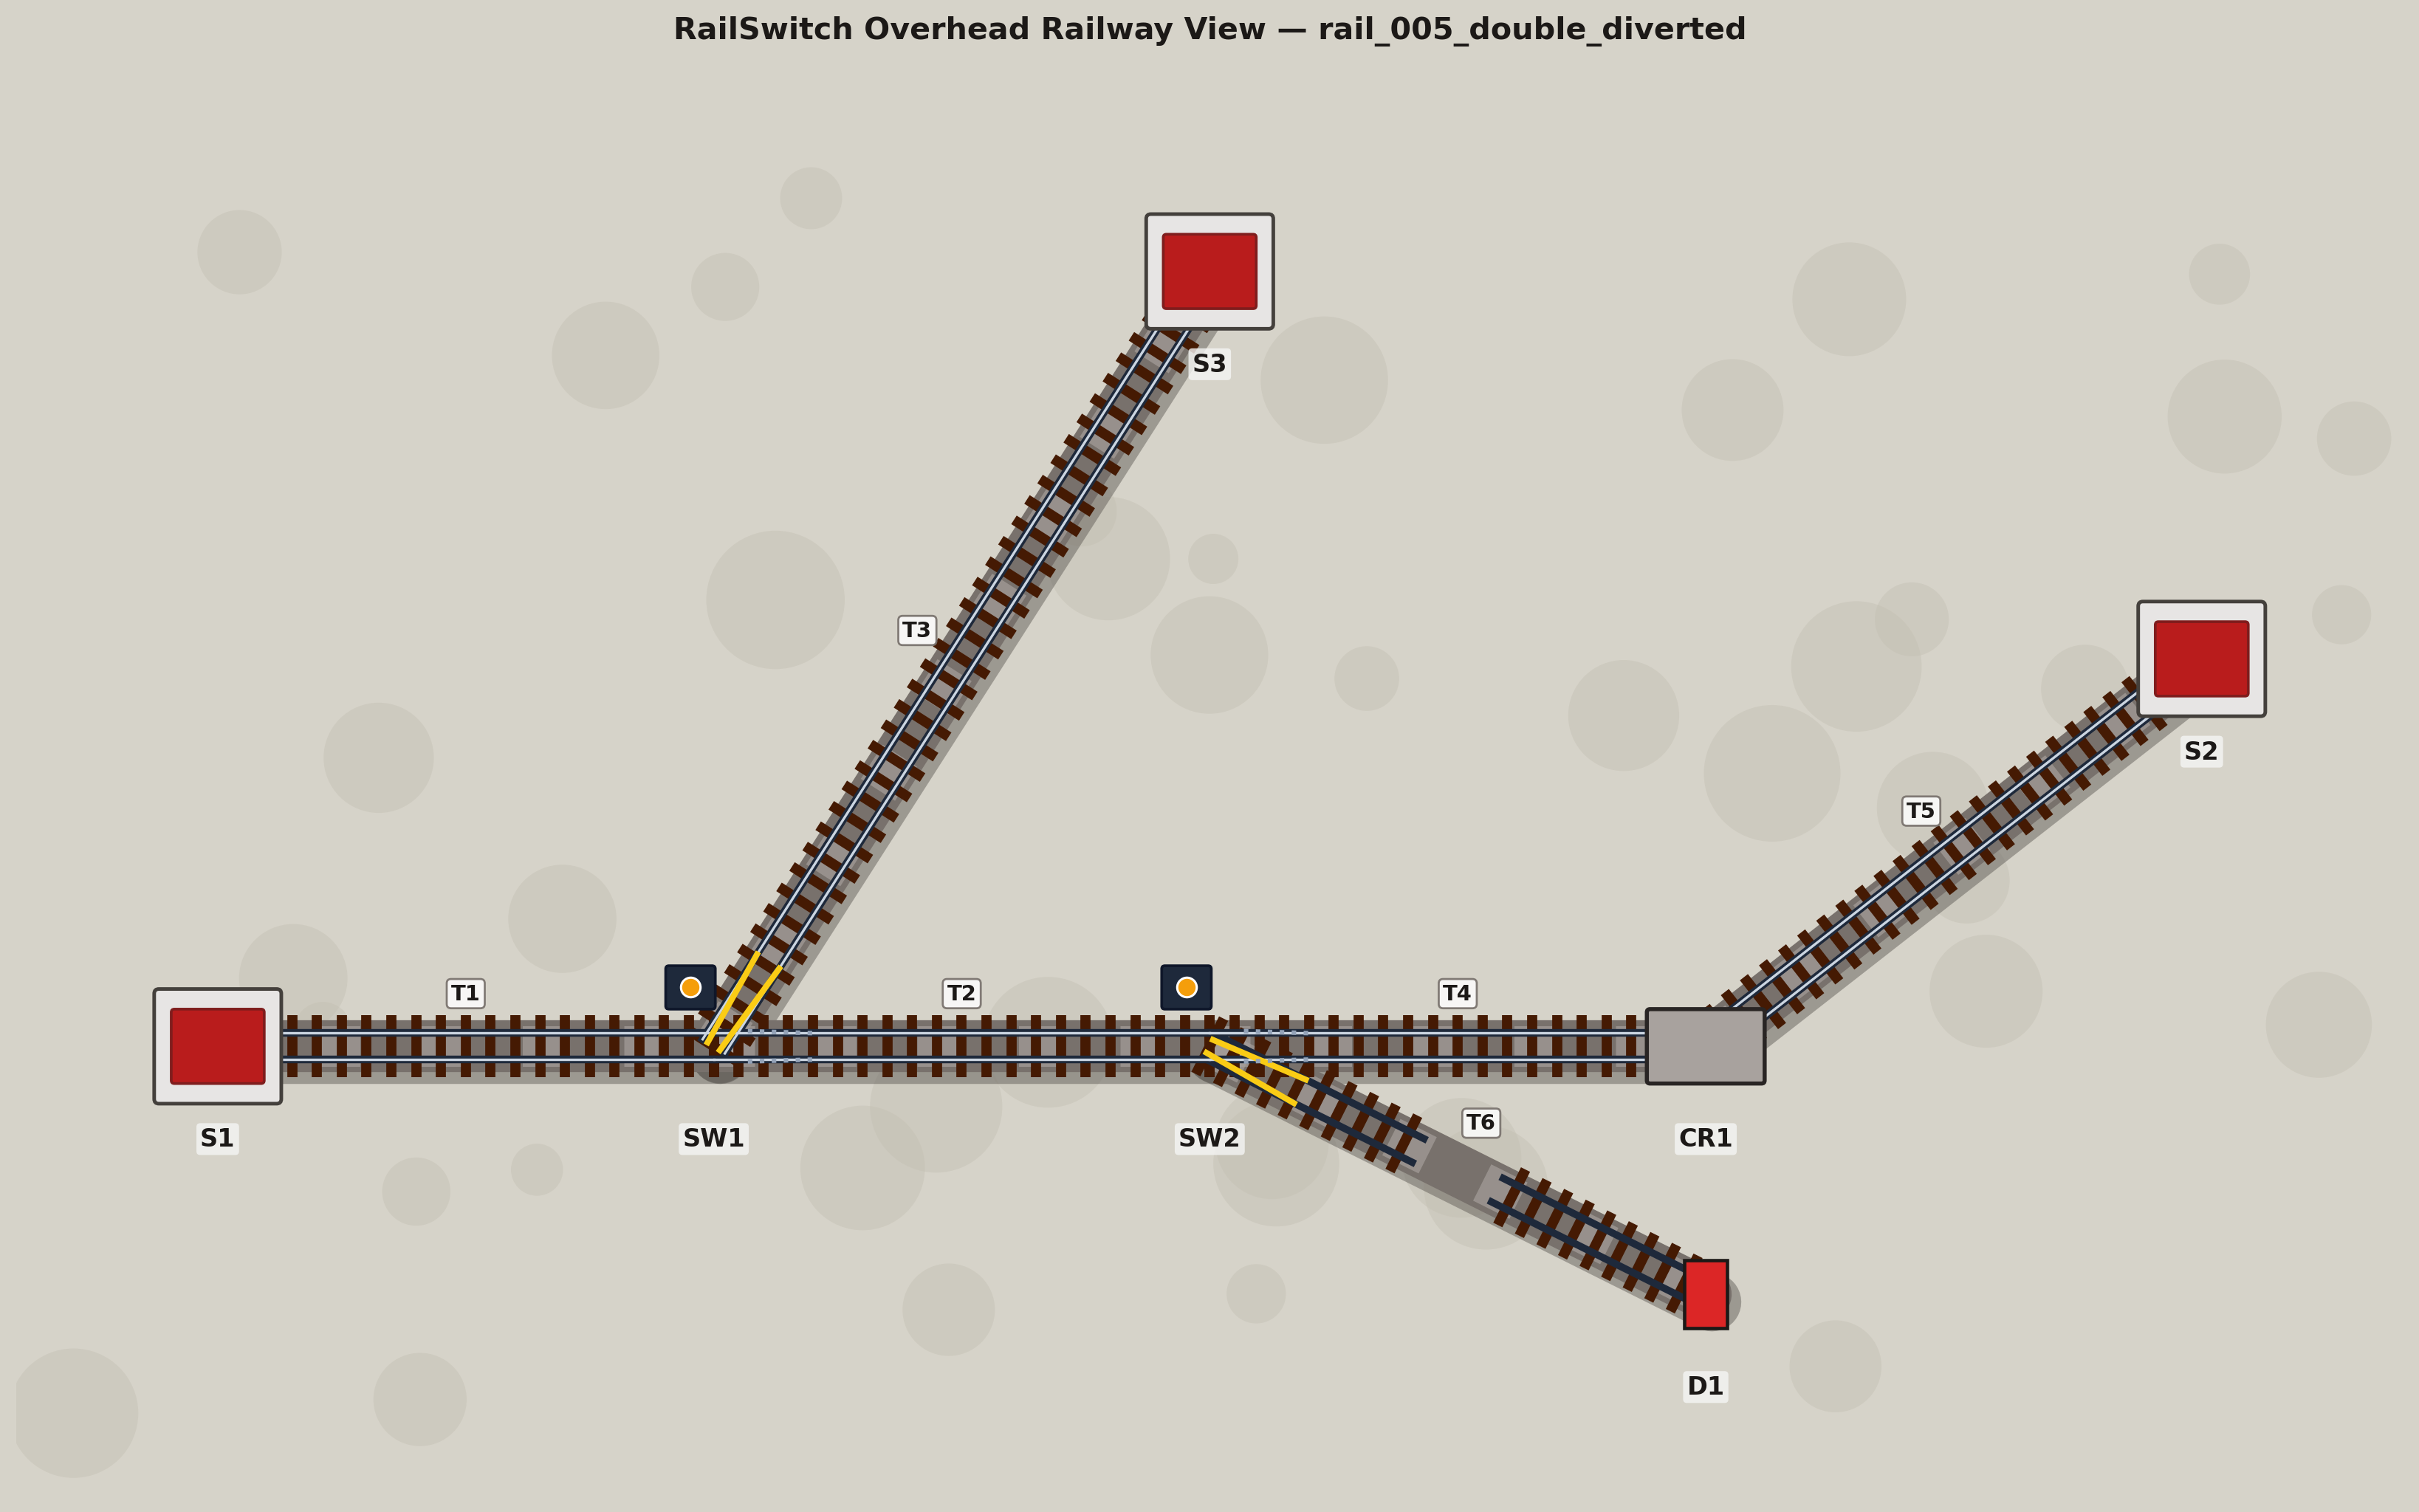 RailSwitch Overhead Railway View — rail_005_double_diverted
S3
T3
S2
T5
T1
T2
T4
T6
S1
SW1
SW2
CR1
D1